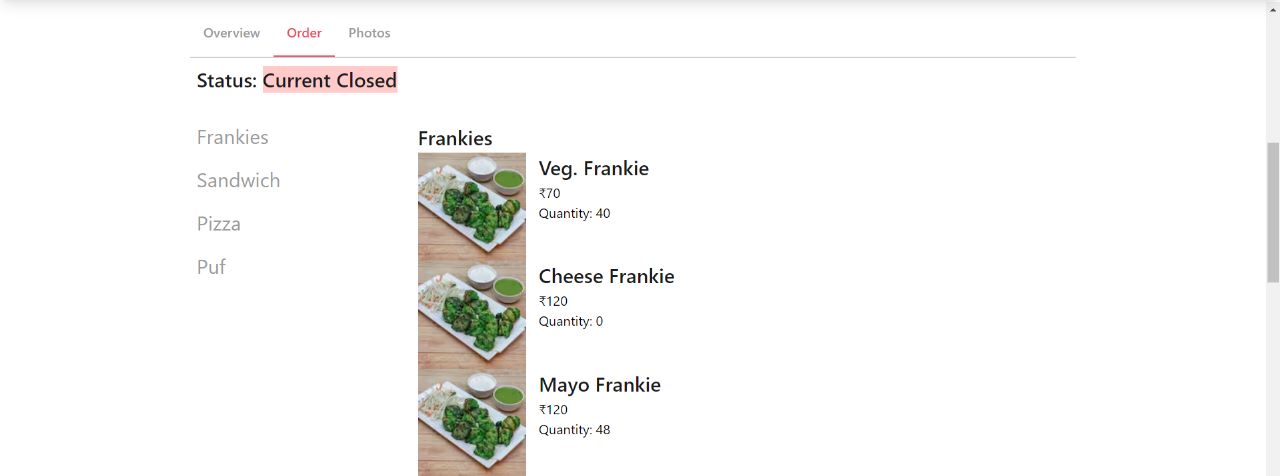 Overview Order Photos
Status: Current Closed
Frankies
Sandwich
Pizza
Puf
Frankies
Veg. Frankie
₹70
Quantity: 40
Cheese Frankie
₹120
Quantity: 0
Mayo Frankie
₹120
Quantity: 48